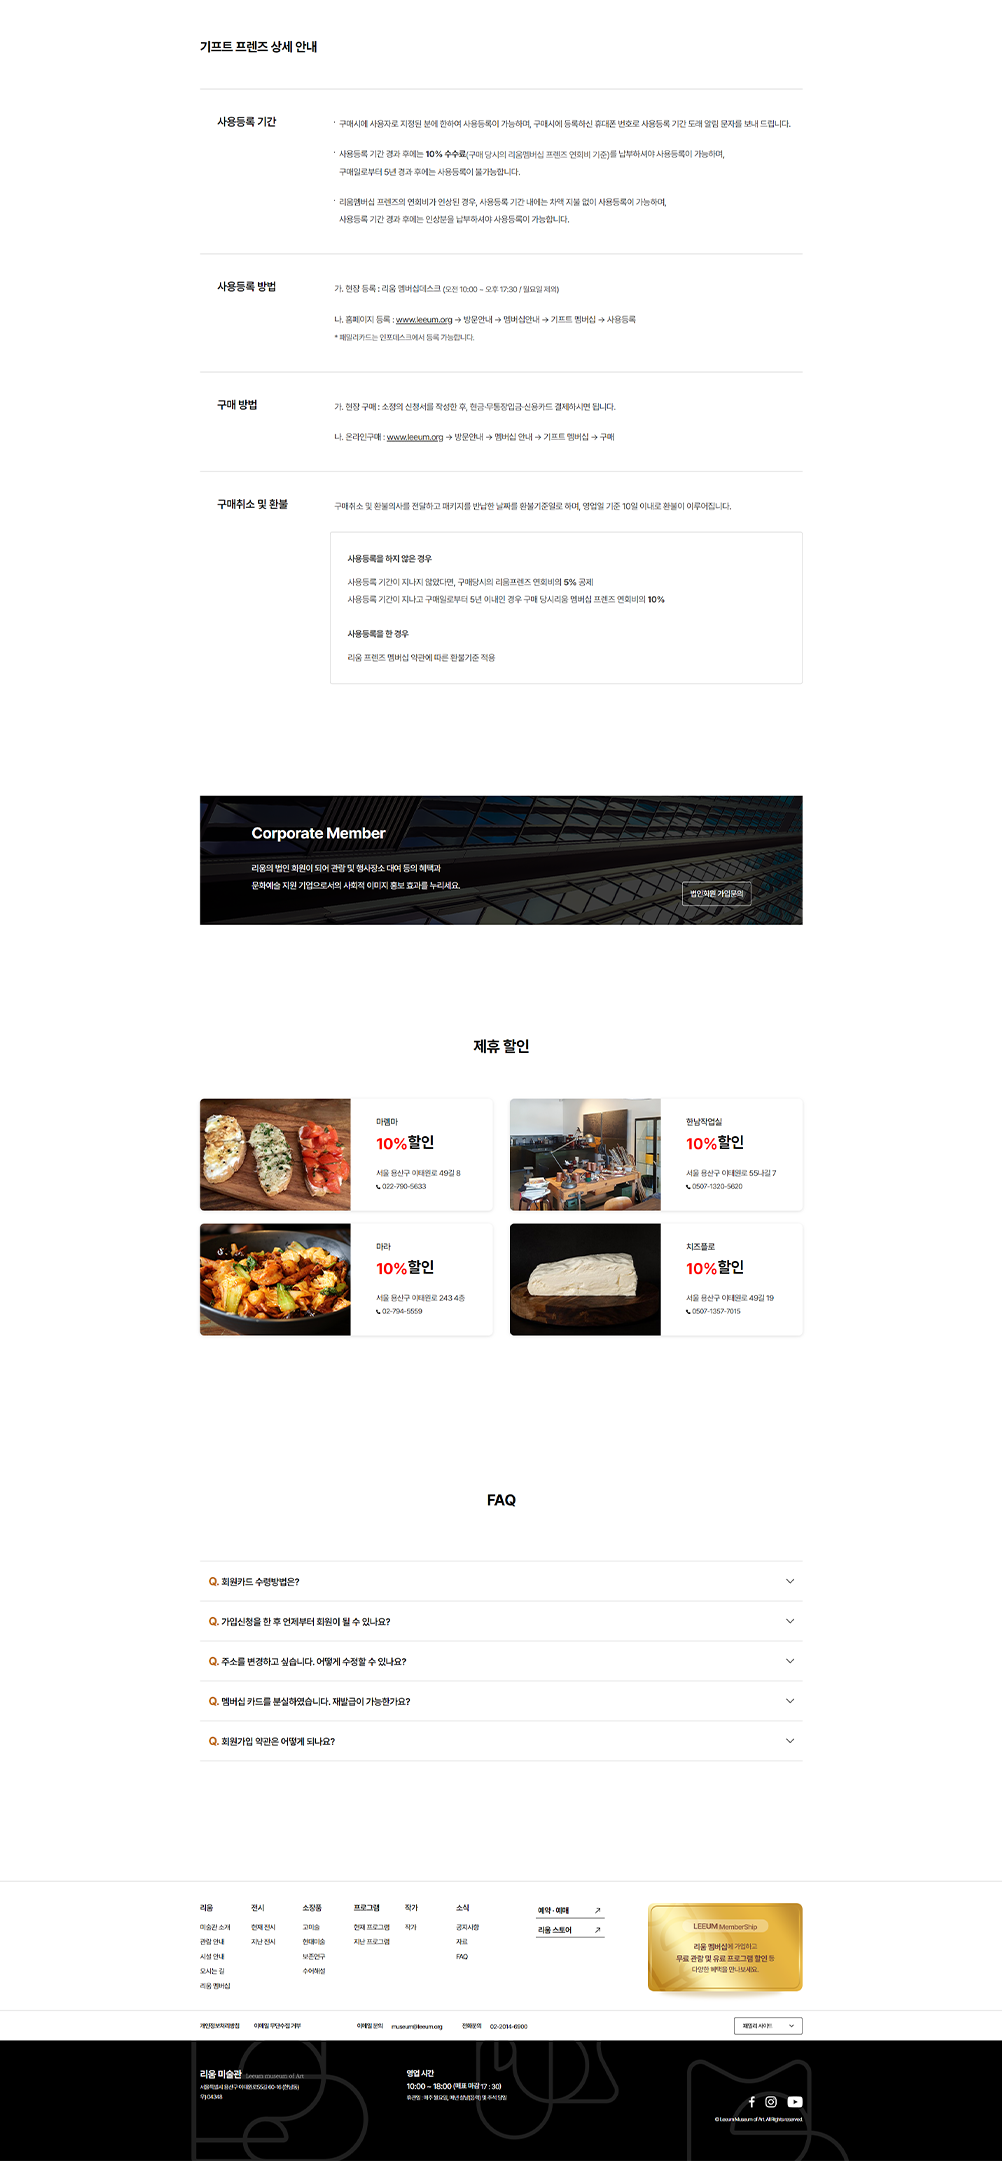 기프트 프렌즈 상세 안내
사용등록 기간
· 구매시에 사용자로 지정된 분에 한하여 사용등록이 가능하며, 구매시에 등록하신 휴대폰 번호로 사용등록 기간 도래 알림 문자를 보내 드립니다.
· 사용등록 기간 경과 후에는 10% 수수료(구매 당시의 리움멤버십 프렌즈 연회비 기준)를 납부하셔야 사용등록이 가능하며,
구매일로부터 5년 경과 후에는 사용등록이 불가능합니다.
· 리움멤버십 프렌즈의 연회비가 인상된 경우, 사용등록 기간 내에는 차액 지불 없이 사용등록이 가능하며,
사용등록 기간 경과 후에는 인상분을 납부하셔야 사용등록이 가능합니다.
사용등록 방법
가. 현장 등록 : 리움 멤버십데스크 (오전 10:00 ~ 오후 17:30 / 월요일 제외)
나. 홈페이지 등록 : www.leeum.org → 방문안내 → 멤버십안내 → 기프트 멤버십 → 사용등록
* 패밀리카드는 인포데스크에서 등록 가능합니다.
구매 방법
가. 현장 구매 : 소정의 신청서를 작성한 후, 현금·무통장입금·신용카드 결제하시면 됩니다.
나. 온라인구매 : www.leeum.org → 방문안내 → 멤버십 안내 → 기프트 멤버십 → 구매
구매취소 및 환불
구매취소 및 환불의사를 전달하고 패키지를 반납한 날짜를 환불기준일로 하며, 영업일 기준 10일 이내로 환불이 이루어집니다.
사용등록을 하지 않은 경우
사용등록 기간이 지나지 않았다면, 구매당시의 리움프렌즈 연회비의 5% 공제
사용등록 기간이 지나고 구매일로부터 5년 이내인 경우 구매 당시리움 멤버십 프렌즈 연회비의 10%
사용등록을 한 경우
리움 프렌즈 멤버십 약관에 따른 환불기준 적용
Corporate Member
리움의 법인 회원이 되어 관람 및 행사장소 대여 등의 혜택과
문화예술 지원 기업으로서의 사회적 이미지 홍보 효과를 누리세요.
법인회원 가입문의
제휴 할인
마렘마
10%할인
서울 용산구 이태원로 49길 8
022-790-5633
한남작업실
10%할인
서울 용산구 이태원로 55나길 7
0507-1320-5620
마라
10%할인
서울 용산구 이태원로 243 4층
02-794-5559
치즈플로
10%할인
서울 용산구 이태원로 49길 19
0507-1357-7015
FAQ
Q. 회원카드 수령방법은?
Q. 가입신청을 한 후 언제부터 회원이 될 수 있나요?
Q. 주소를 변경하고 싶습니다. 어떻게 수정할 수 있나요?
Q. 멤버십 카드를 분실하였습니다. 재발급이 가능한가요?
Q. 회원가입 약관은 어떻게 되나요?
리움 전시 소장품 프로그램 작가 소식
미술관 소개 현재 전시 고미술 현재 프로그램 작가 공지사항
관람 안내 지난 전시 현대미술 지난 프로그램 자료
시설 안내 보존연구 FAQ
오시는 길 수어해설
리움 멤버십
예약 · 예매
리움 스토어
LEEUM MemberShip
리움 멤버십에 가입하고
무료 관람 및 유료 프로그램 할인 등
다양한 혜택을 만나보세요.
개인정보처리방침 이메일 무단수집 거부 이메일 문의 museum@leeum.org 전화문의 02-2014-6900
패밀리 사이트
리움 미술관 Leeum museum of Art
서울특별시 용산구 이태원로55길 60-16 (한남동)
우)04348
영업 시간
10:00 ~ 18:00 (매표 마감 17 : 30)
휴관일 : 매주 월요일, 매년 설날(음력) 및 추석 당일
© Leeum Museum of Art. All Rights reserved.